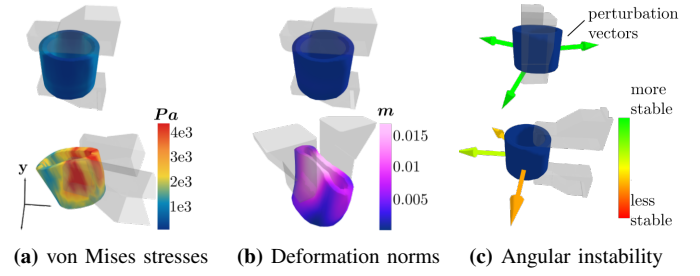 perturbation
vectors
Pa
4e3
3e3
2e3
1e3
y
m
0.015
0.010
0.005
more
stable
less
stable
(a) von Mises stresses
(b) Deformation norms
(c) Angular instability